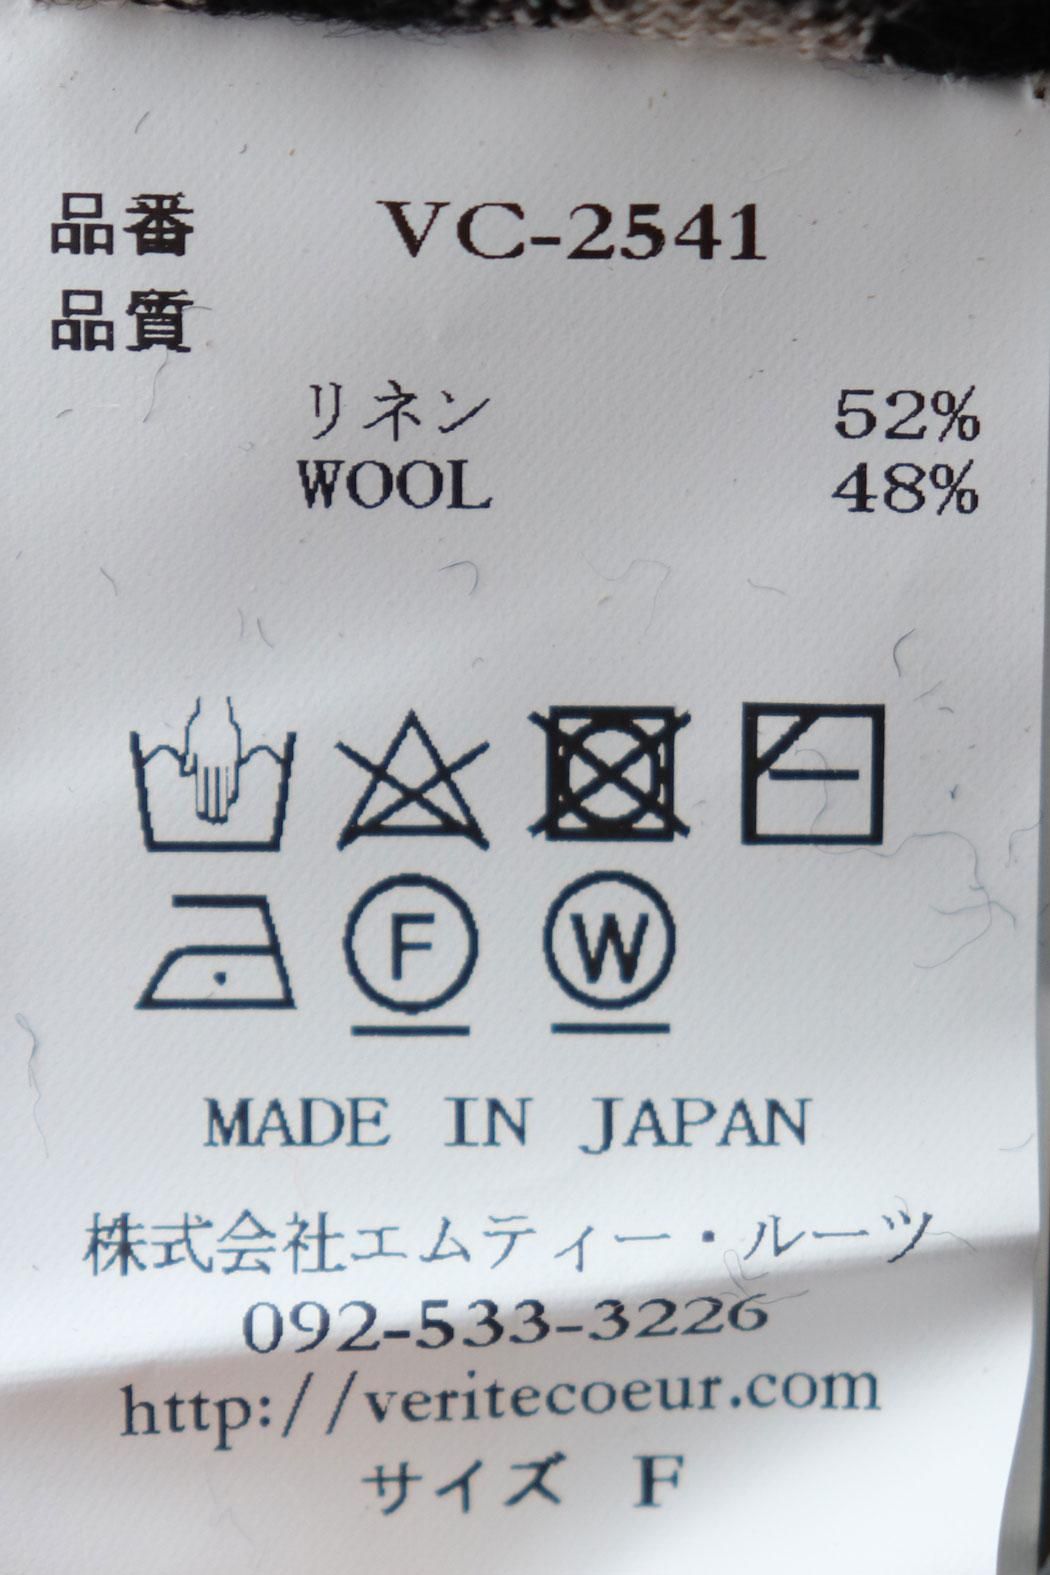 品番 VC-2541
品質
リネン 52%
WOOL 48%
F W
MADE IN JAPAN
株式会社エムティー・ルーツ
092-533-3226
http://veritecoeur.com
サイズ F